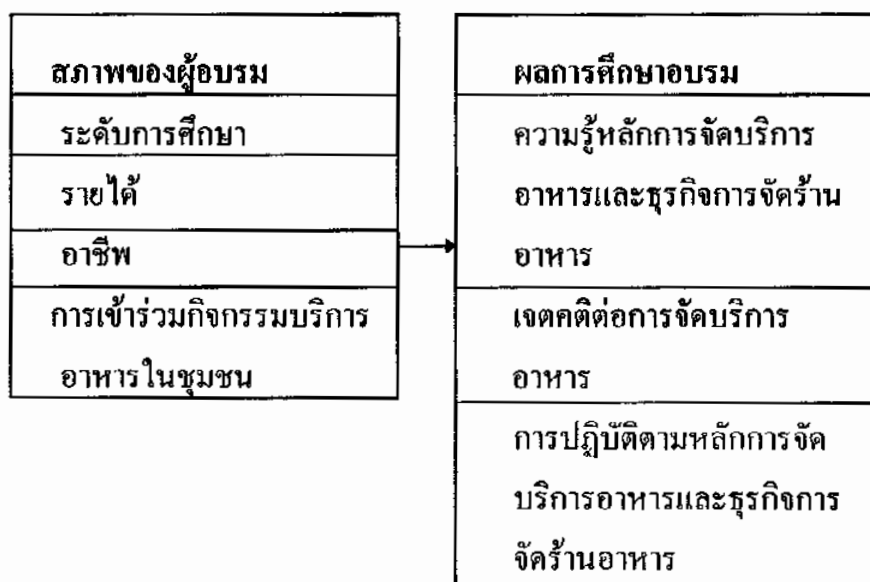 สภาพของผู้อบรม
ระดับการศึกษา
รายได้
อาชีพ
การเข้าร่วมกิจกรรมบริการ
อาหารในชุมชน
ผลการศึกษาอบรม
ความรู้หลักการจัดบริการ
อาหารและธุรกิจการจัดร้าน
อาหาร
เจตคติต่อการจัดบริการ
อาหาร
การปฏิบัติตามหลักการจัด
บริการอาหารและธุรกิจการ
จัดร้านอาหาร